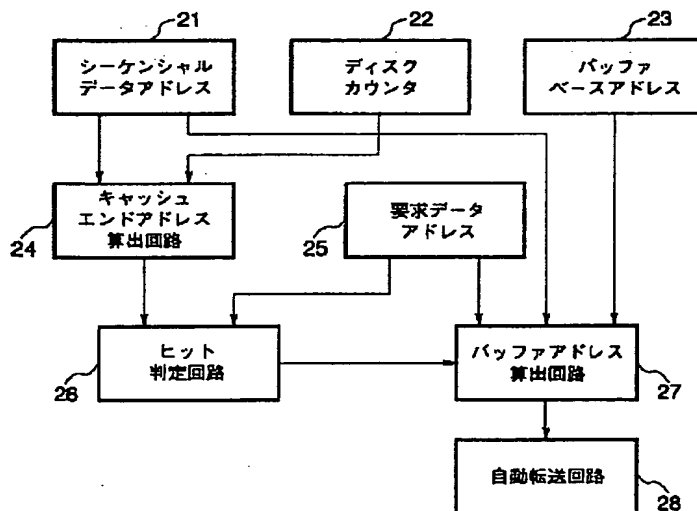 21
22
23
シーケンシャル
データアドレス
ディスク
カウンタ
バッファ
ベースアドレス
キャッシュ
エンドアドレス
算出回路
24
要求データ
アドレス
25
ヒット
判定回路
26
バッファアドレス
算出回路
27
自動転送回路
28